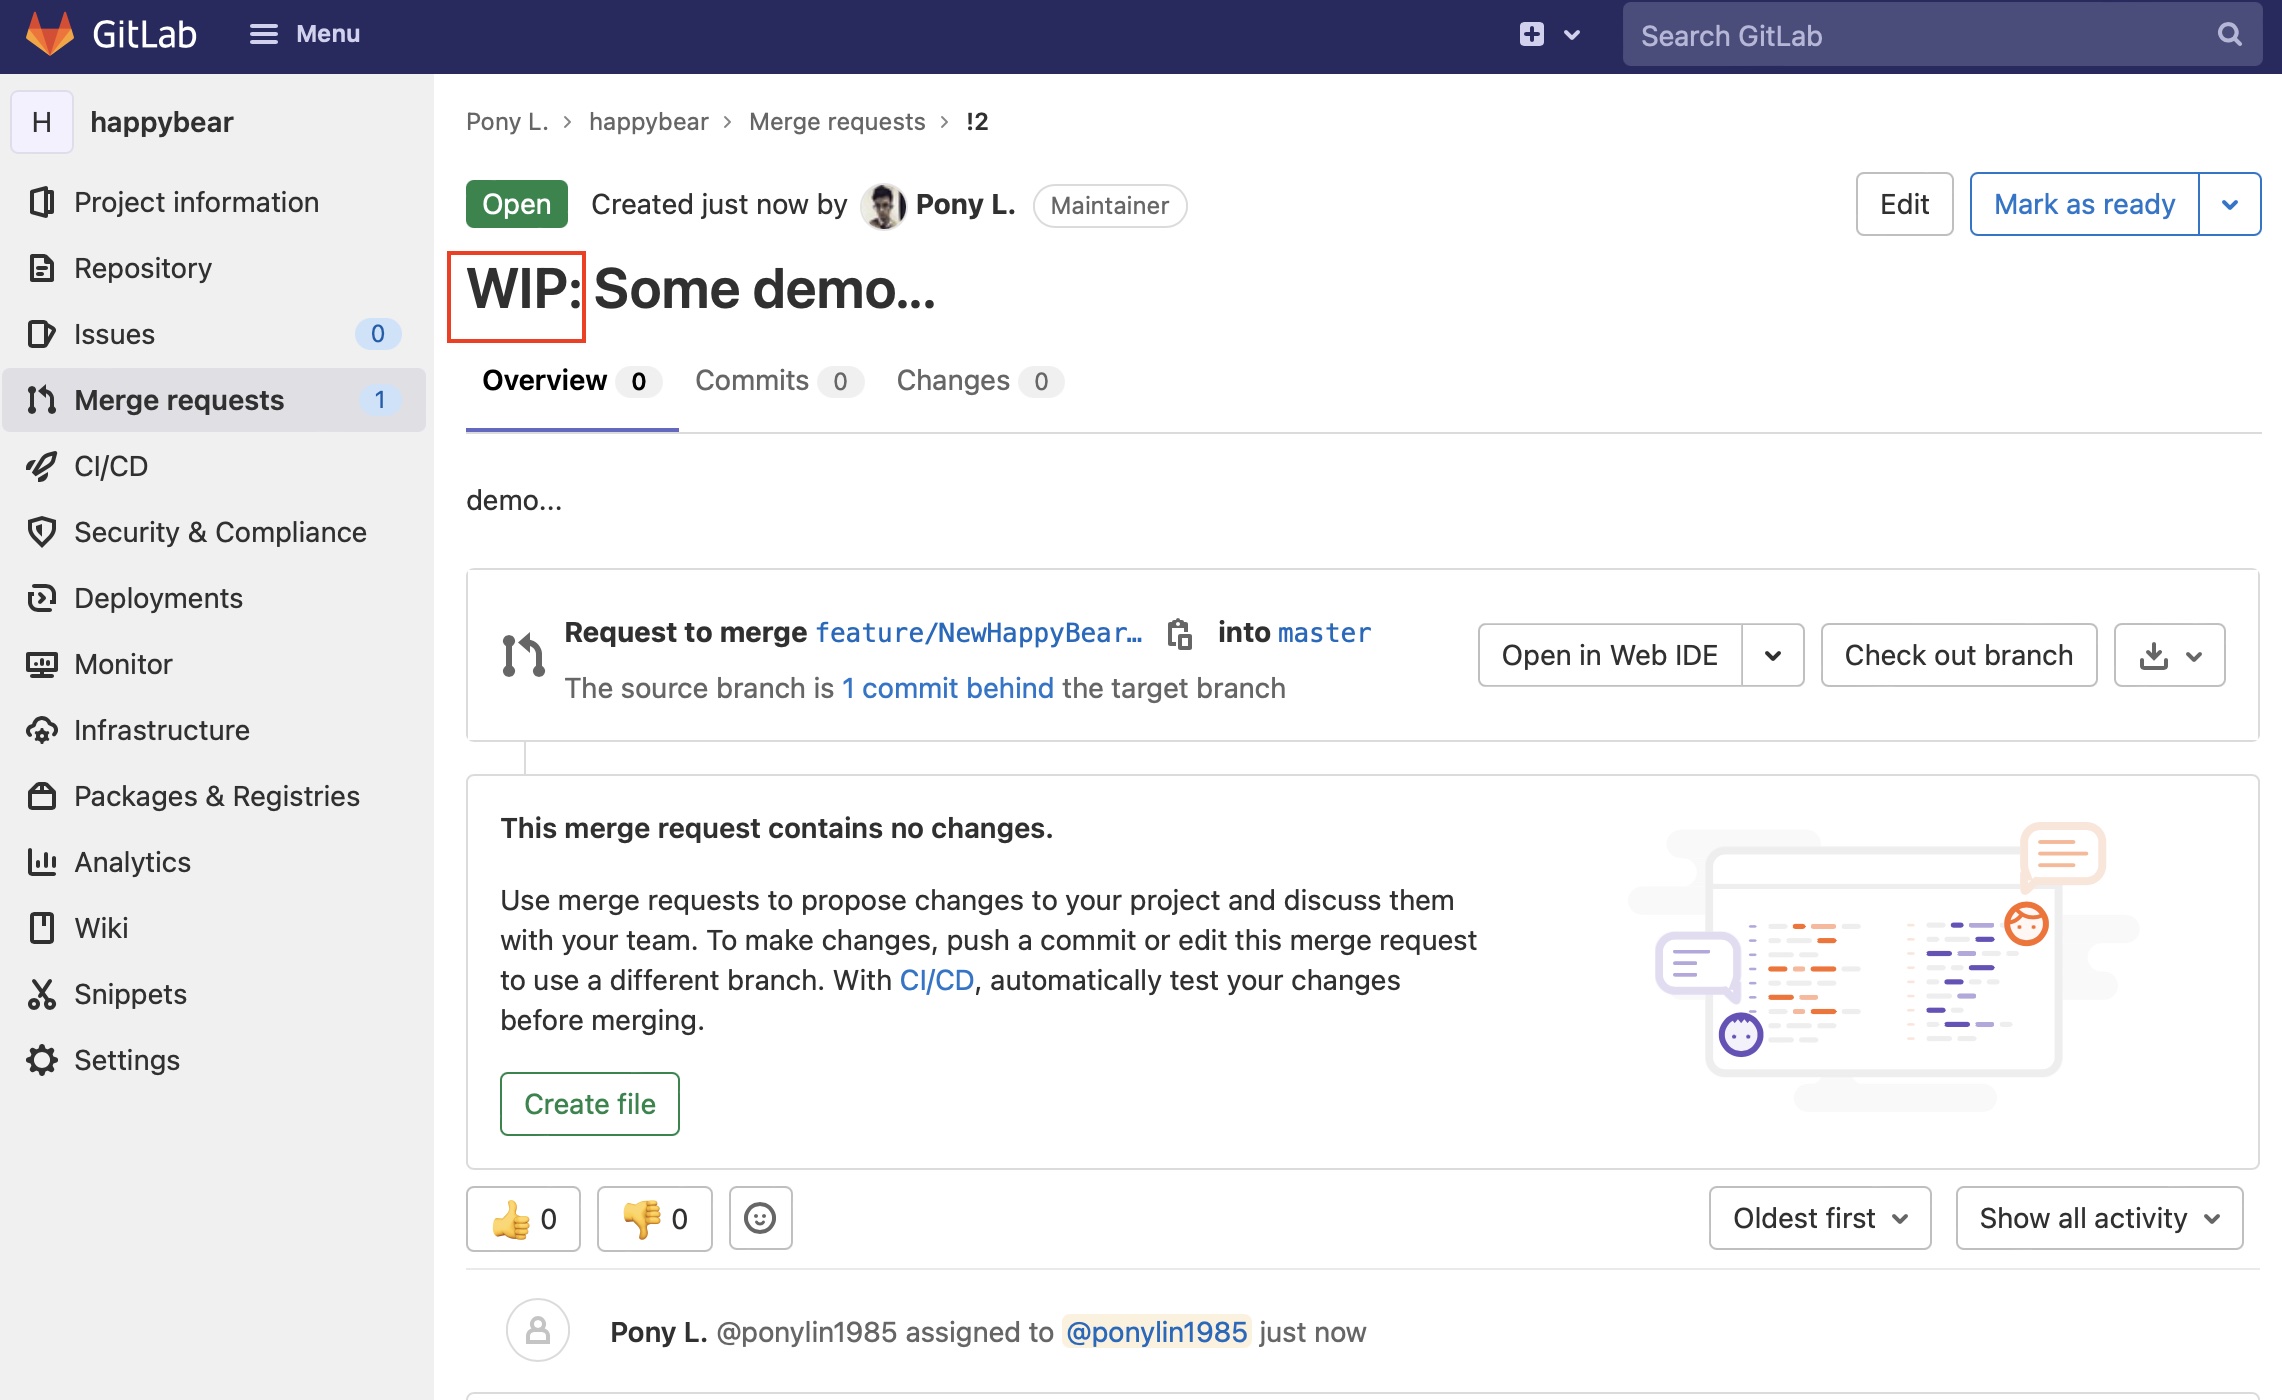 GitLab Menu Search GitLab
H happybear
Project information
Repository
Issues 0
Merge requests 1
CI/CD
Security & Compliance
Deployments
Monitor
Infrastructure
Packages & Registries
Analytics
Wiki
Snippets
Settings
Pony L. > happybear > Merge requests > !2
Open Created just now by Pony L. Maintainer Edit Mark as ready
WIP: Some demo...
Overview 0 Commits 0 Changes 0
demo...
Request to merge feature/NewHappyBear... into master
The source branch is 1 commit behind the target branch
Open in Web IDE Check out branch
This merge request contains no changes.
Use merge requests to propose changes to your project and discuss them
with your team. To make changes, push a commit or edit this merge request
to use a different branch. With CI/CD, automatically test your changes
before merging.
Create file
👍 0 👎 0 Oldest first Show all activity
Pony L. @ponylin1985 assigned to @ponylin1985 just now